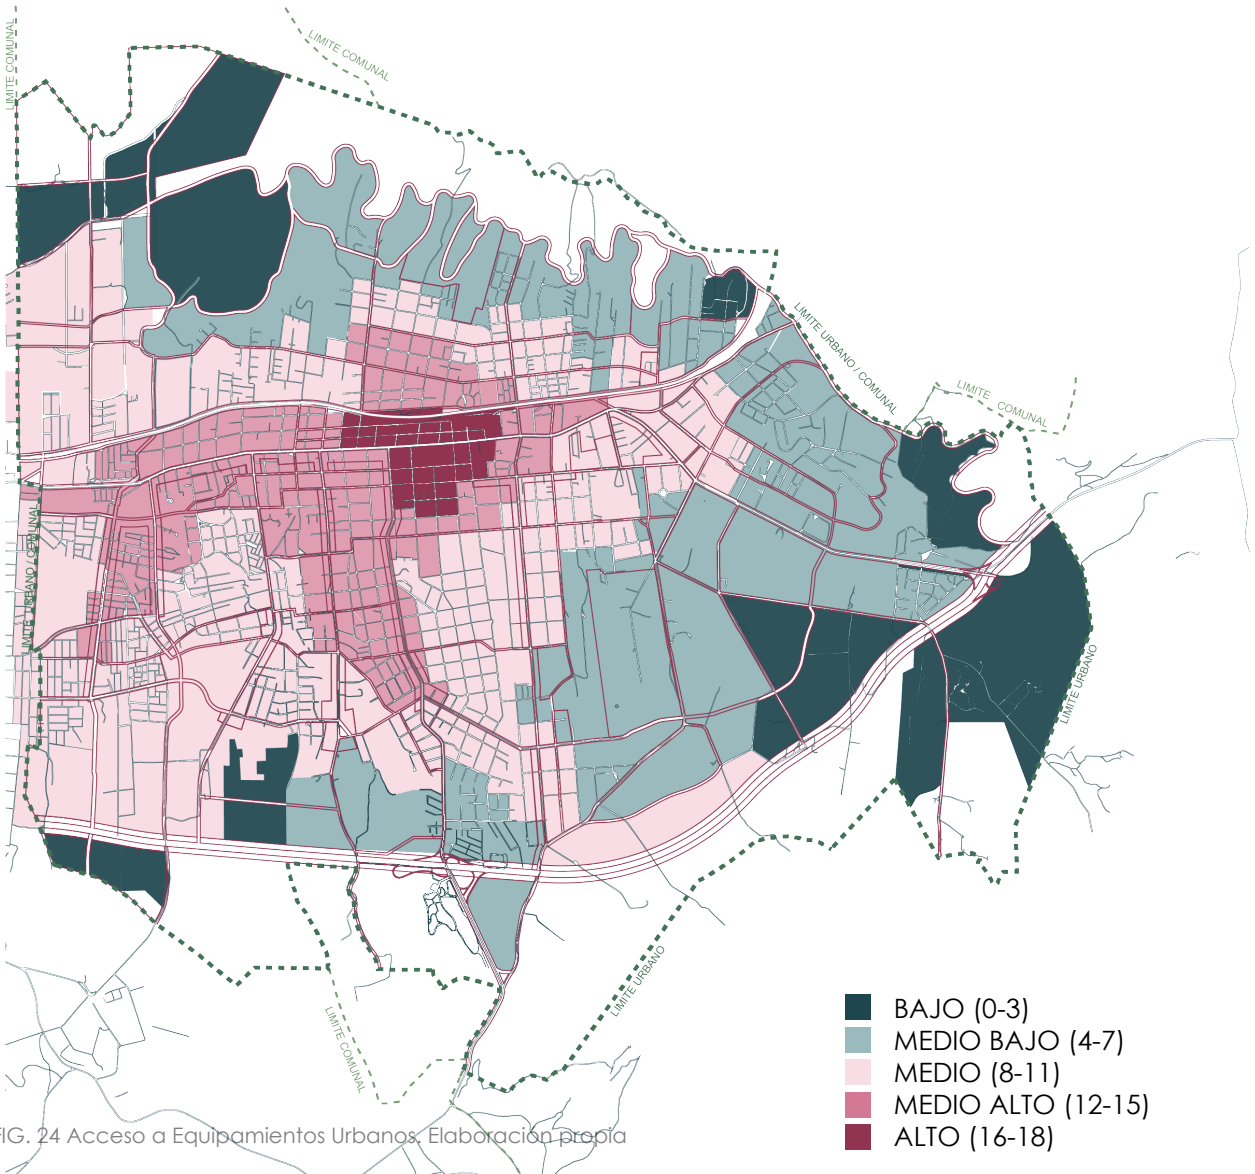 LIMITE COMUNAL
LIMITE COMUNAL
LIMITE URBANO / COMUNAL
LIMITE COMUNAL
LIMITE URBANO / COMUNAL
LIMITE URBANO
LIMITE URBANO
LIMITE COMUNAL
BAJO (0-3)
MEDIO BAJO (4-7)
MEDIO (8-11)
MEDIO ALTO (12-15)
ALTO (16-18)
FIG. 24 Acceso a Equipamientos Urbanos. Elaboración propia